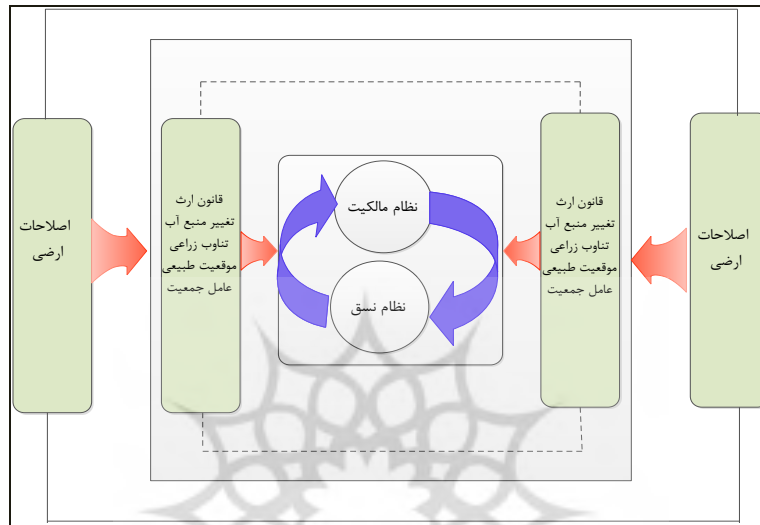 اصلاحات
ارضی
قانون ارث
تغییر منبع آب
تناوب زراعی
موقعیت طبیعی
عامل جمعیت
نظام مالکیت
نظام نسق
قانون ارث
تغییر منبع آب
تناوب زراعی
موقعیت طبیعی
عامل جمعیت
اصلاحات
ارضی